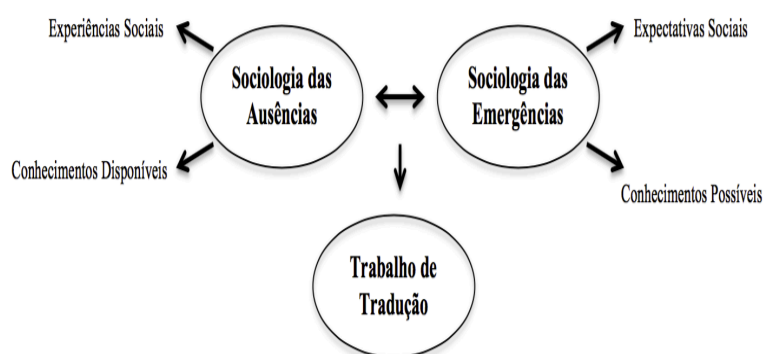 Experiências Sociais
Expectativas Sociais
Sociologia das
Ausências
Sociologia das
Emergências
Conhecimentos Disponíveis
Conhecimentos Possíveis
Trabalho de
Tradução